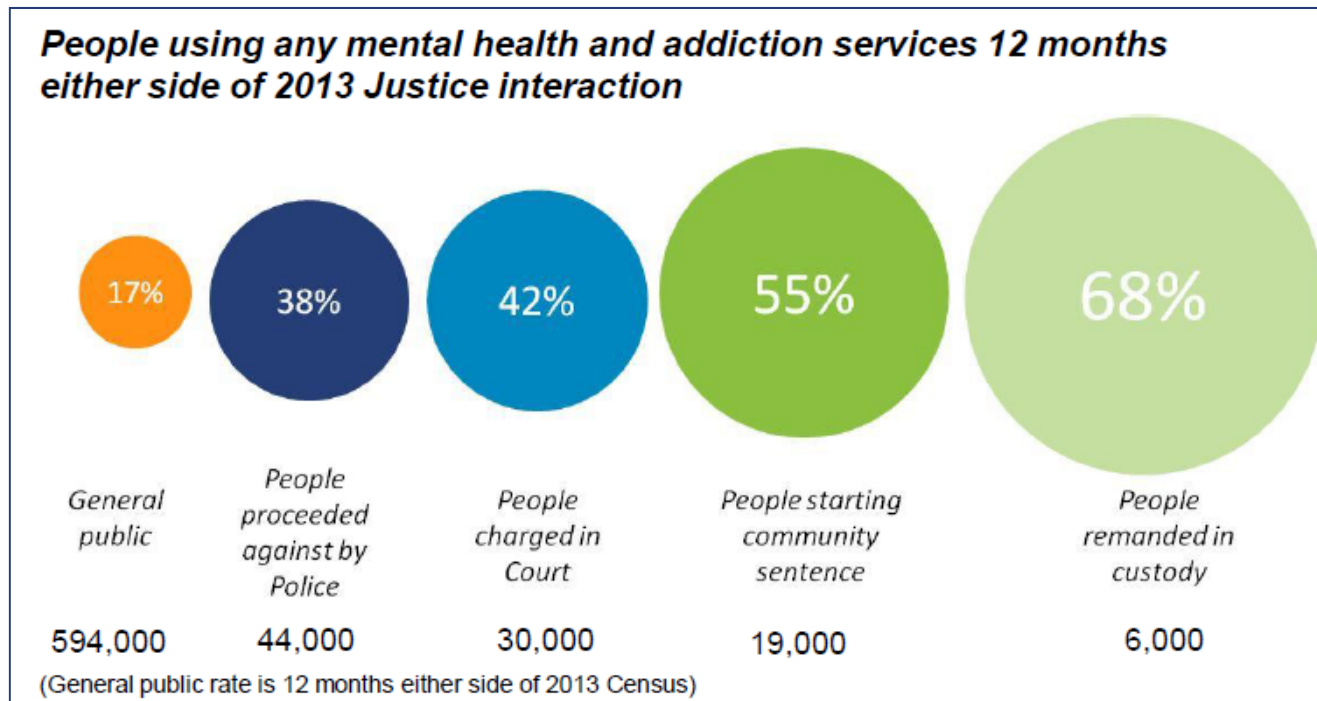 People using any mental health and addiction services 12 months
either side of 2013 Justice interaction
17%
38%
42%
55%
68%
General
public
People
proceeded
against by
Police
People
charged in
Court
People starting
community
sentence
People
remanded in
custody
594,000
44,000
30,000
19,000
6,000
(General public rate is 12 months either side of 2013 Census)